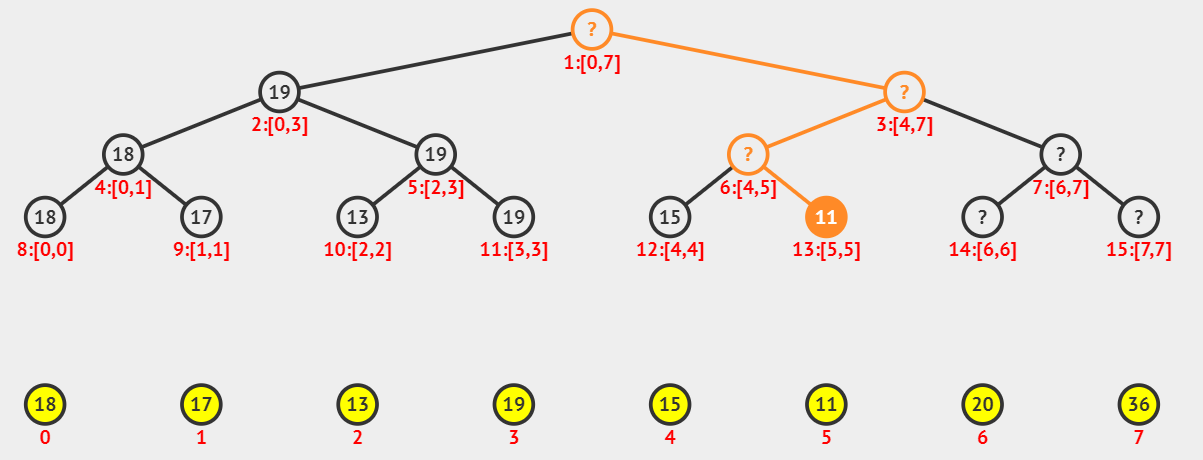 ?
1:[0,7]
19 ?
2:[0,3] 3:[4,7]
18 19 ? ?
4:[0,1] 5:[2,3] 6:[4,5] 7:[6,7]
18 17 13 19 15 11 ? ?
8:[0,0] 9:[1,1] 10:[2,2] 11:[3,3] 12:[4,4] 13:[5,5] 14:[6,6] 15:[7,7]
18 17 13 19 15 11 20 36
0 1 2 3 4 5 6 7